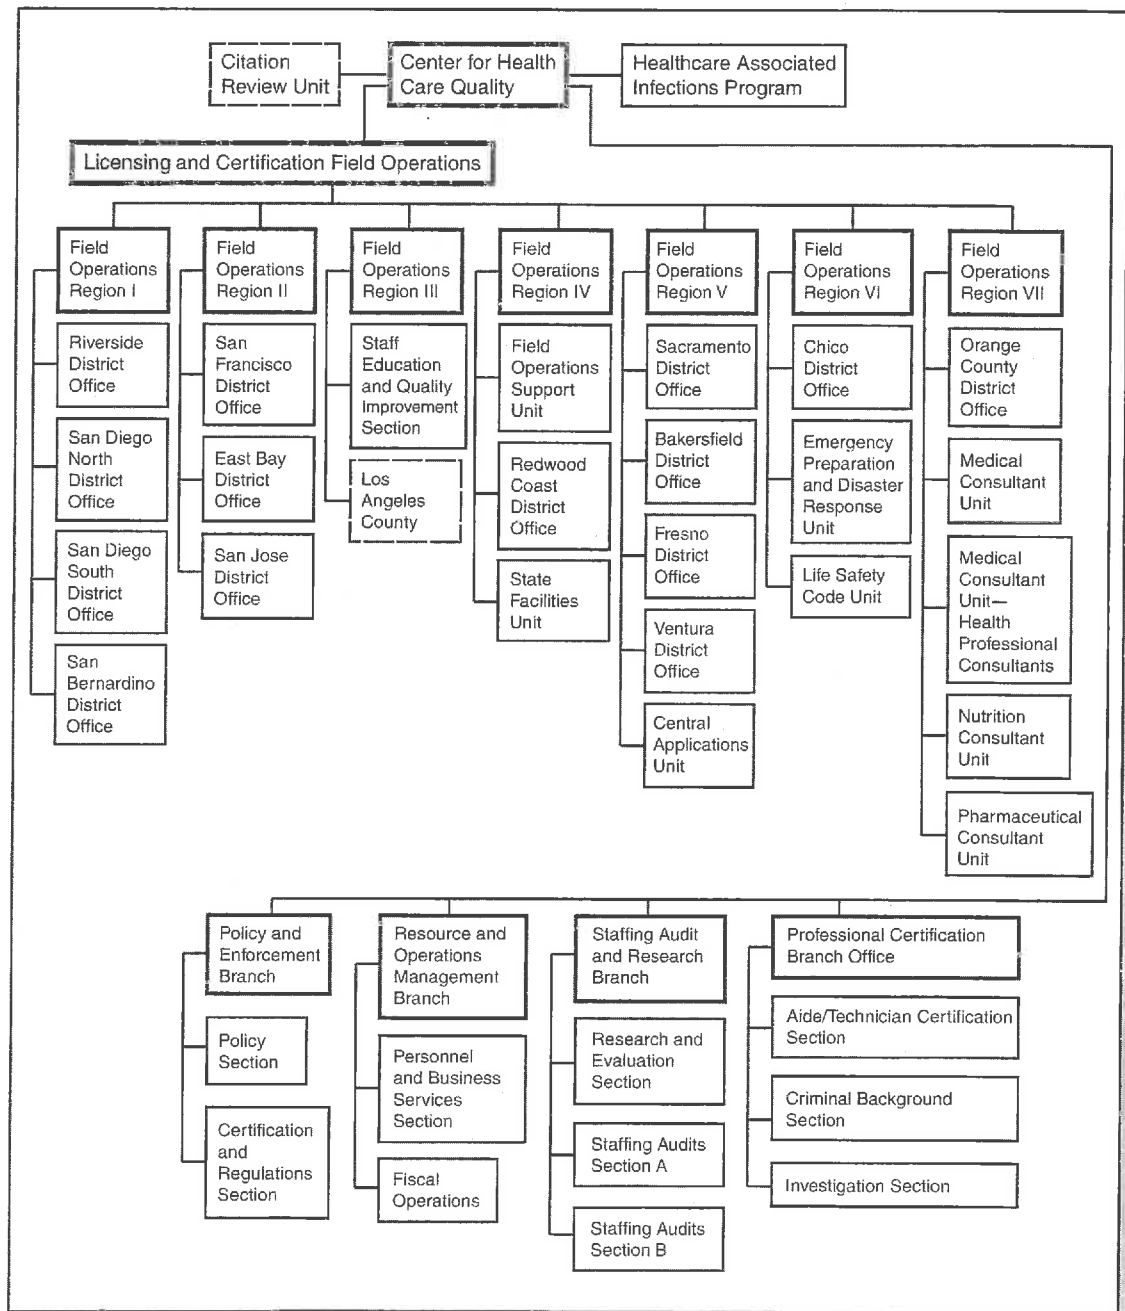 Citation
Review Unit
Center for Health
Care Quality
Healthcare Associated
Infections Program
Licensing and Certification Field Operations
Field
Operations
Region I
Riverside
District
Office
San Diego
North
District
Office
San Diego
South
District
Office
San
Bernardino
District
Office
Field
Operations
Region II
San
Francisco
District
Office
East Bay
District
Office
San Jose
District
Office
Field
Operations
Region III
Staff
Education
and Quality
Improvement
Section
Los
Angeles
County
Field
Operations
Region IV
Field
Operations
Support
Unit
Redwood
Coast
District
Office
State
Facilities
Unit
Field
Operations
Region V
Sacramento
District
Office
Bakersfield
District
Office
Fresno
District
Office
Ventura
District
Office
Central
Applications
Unit
Field
Operations
Region VI
Chico
District
Office
Emergency
Preparation
and Disaster
Response
Unit
Life Safety
Code Unit
Field
Operations
Region VII
Orange
County
District
Office
Medical
Consultant
Unit
Medical
Consultant
Unit—
Health
Professional
Consultants
Nutrition
Consultant
Unit
Pharmaceutical
Consultant
Unit
Policy and
Enforcement
Branch
Policy
Section
Certification
and
Regulations
Section
Resource and
Operations
Management
Branch
Personnel
and Business
Services
Section
Fiscal
Operations
Staffing Audit
and Research
Branch
Research and
Evaluation
Section
Staffing Audits
Section A
Staffing Audits
Section B
Professional Certification
Branch Office
Aide/Technician Certification
Section
Criminal Background
Section
Investigation Section